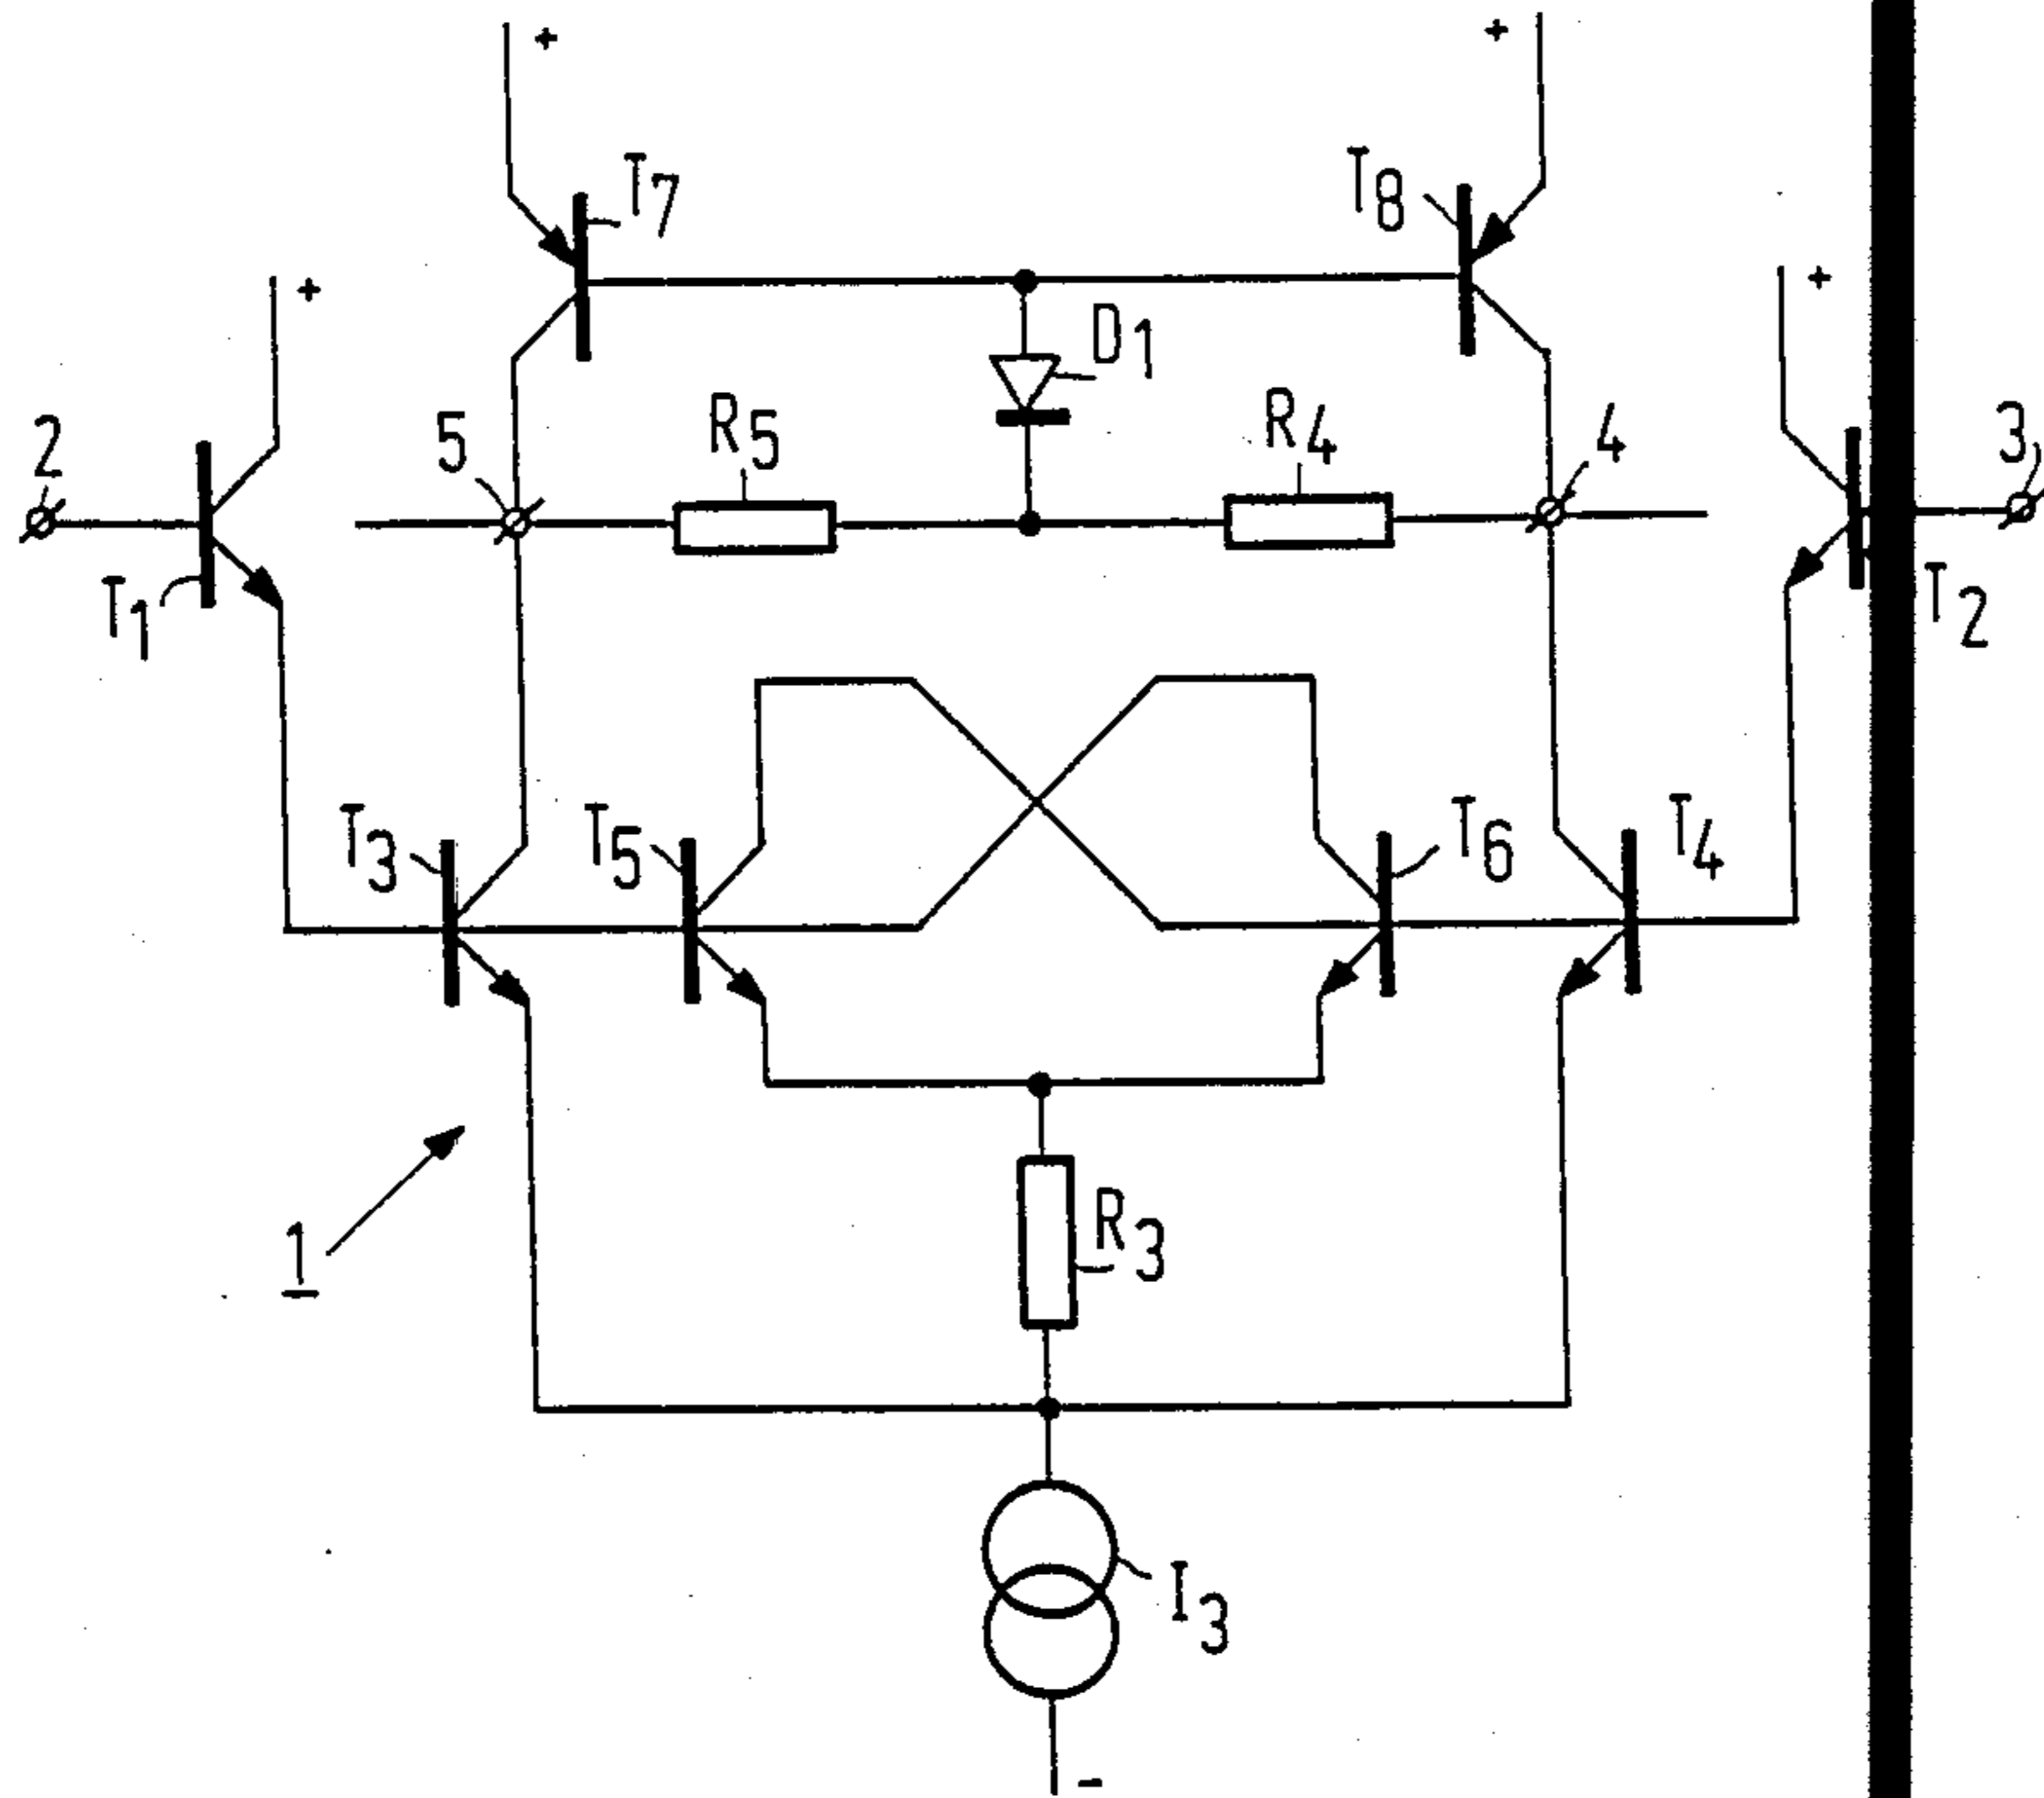 + +
T7 T8
+ D1 +
2 5 R5 R4 4 3
T1 T2
T3 T5 T6 T4
R3
1
I3
-